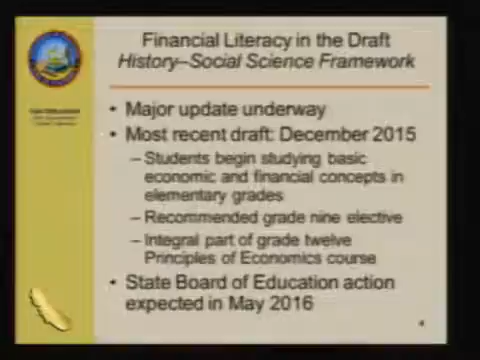 Financial Literacy in the Draft
History–Social Science Framework
• Major update underway
• Most recent draft: December 2015
– Students begin studying basic
economic and financial concepts in
elementary grades
– Recommended grade nine elective
– Integral part of grade twelve
Principles of Economics course
• State Board of Education action
expected in May 2016